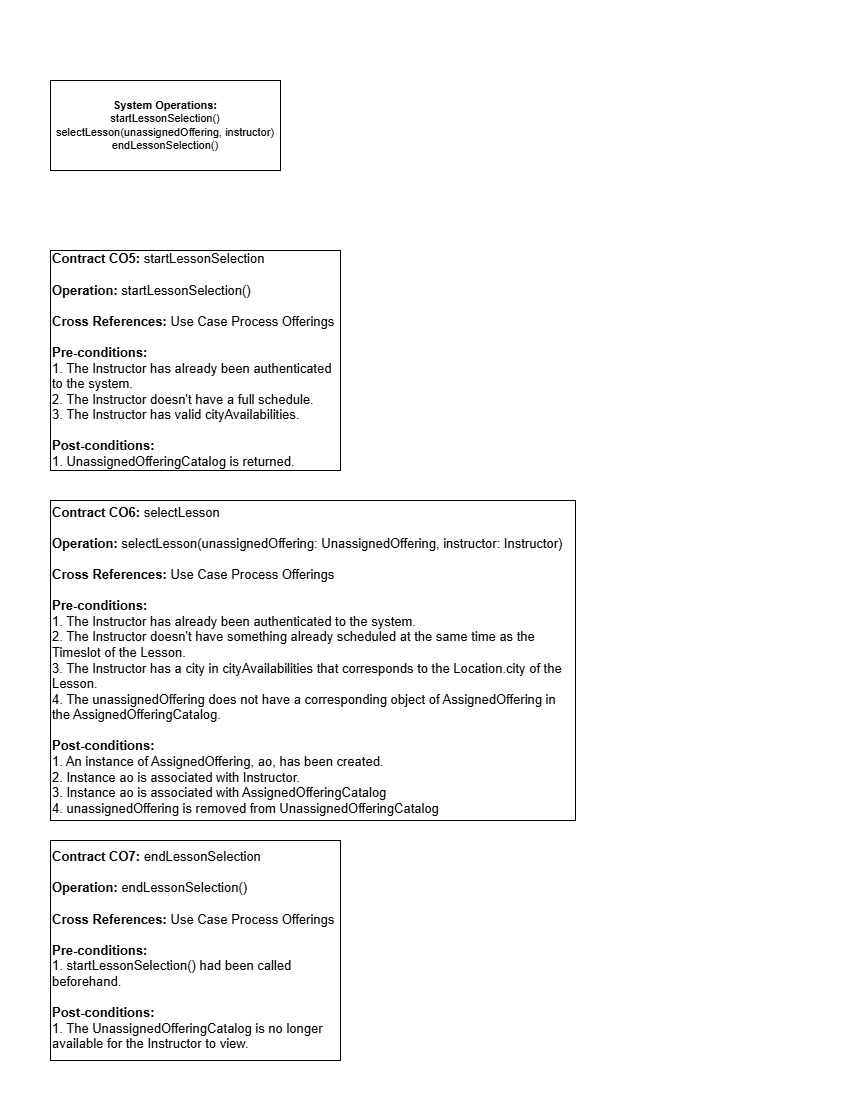 System Operations:
startLessonSelection()
selectLesson(unassignedOffering, instructor)
endLessonSelection()
Contract CO5: startLessonSelection
Operation: startLessonSelection()
Cross References: Use Case Process Offerings
Pre-conditions:
1. The Instructor has already been authenticated
to the system.
2. The Instructor doesn't have a full schedule.
3. The Instructor has valid cityAvailabilities.
Post-conditions:
1. UnassignedOfferingCatalog is returned.
Contract CO6: selectLesson
Operation: selectLesson(unassignedOffering: UnassignedOffering, instructor: Instructor)
Cross References: Use Case Process Offerings
Pre-conditions:
1. The Instructor has already been authenticated to the system.
2. The Instructor doesn't have something already scheduled at the same time as the
Timeslot of the Lesson.
3. The Instructor has a city in cityAvailabilities that corresponds to the Location.city of the
Lesson.
4. The unassignedOffering does not have a corresponding object of AssignedOffering in
the AssignedOfferingCatalog.
Post-conditions:
1. An instance of AssignedOffering, ao, has been created.
2. Instance ao is associated with Instructor.
3. Instance ao is associated with AssignedOfferingCatalog
4. unassignedOffering is removed from UnassignedOfferingCatalog
Contract CO7: endLessonSelection
Operation: endLessonSelection()
Cross References: Use Case Process Offerings
Pre-conditions:
1. startLessonSelection() had been called
beforehand.
Post-conditions:
1. The UnassignedOfferingCatalog is no longer
available for the Instructor to view.